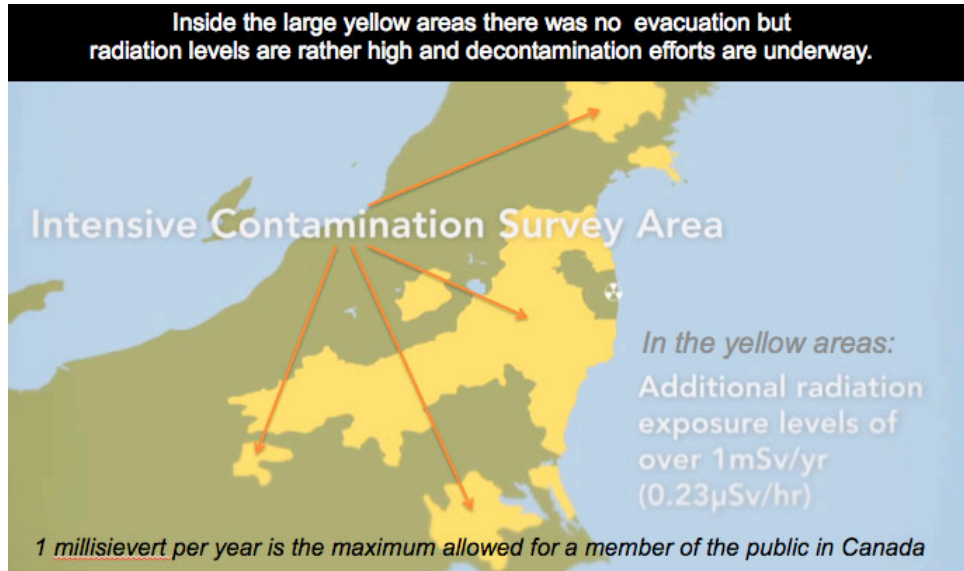 Inside the large yellow areas there was no evacuation but
radiation levels are rather high and decontamination efforts are underway.
Intensive Contamination Survey Area
In the yellow areas:
Additional radiation
exposure levels of
over 1mSv/yr
(0.23µSv/hr)
1 millisievert per year is the maximum allowed for a member of the public in Canada